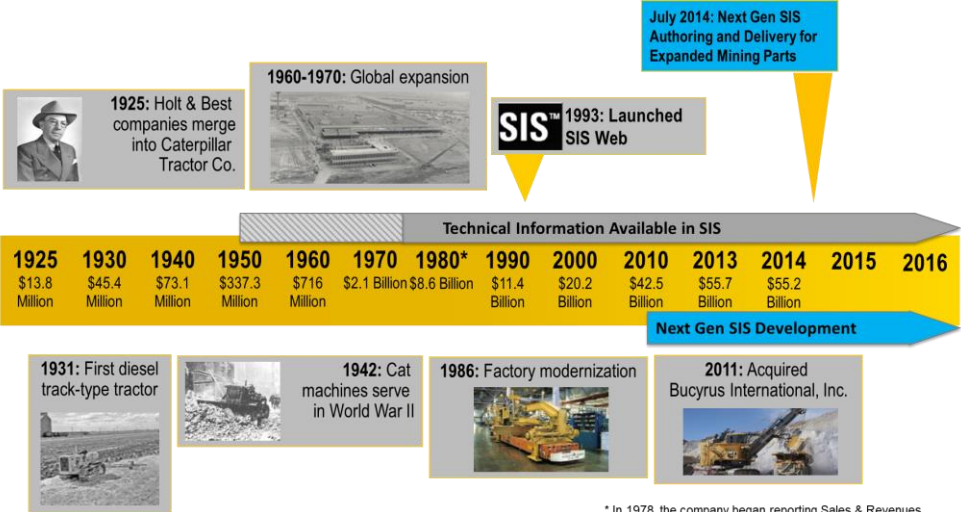 July 2014: Next Gen SIS
Authoring and Delivery for
Expanded Mining Parts
1960-1970: Global expansion
1925: Holt & Best
companies merge
into Caterpillar
Tractor Co.
SIS™
1993: Launched
SIS Web
Technical Information Available in SIS
1925 1930 1940 1950 1960 1970 1980* 1990 2000 2010 2013 2014 2015 2016
$13.8 $45.4 $73.1 $337.3 $716 $2.1 Billion $8.6 Billion $11.4 $20.2 $42.5 $55.7 $55.2
Million Million Million Million Million Billion Billion Billion Billion Billion
Next Gen SIS Development
1931: First diesel
track-type tractor
1942: Cat
machines serve
in World War II
1986: Factory modernization
2011: Acquired
Bucyrus International, Inc.
* In 1978, the company began reporting Sales & Revenues